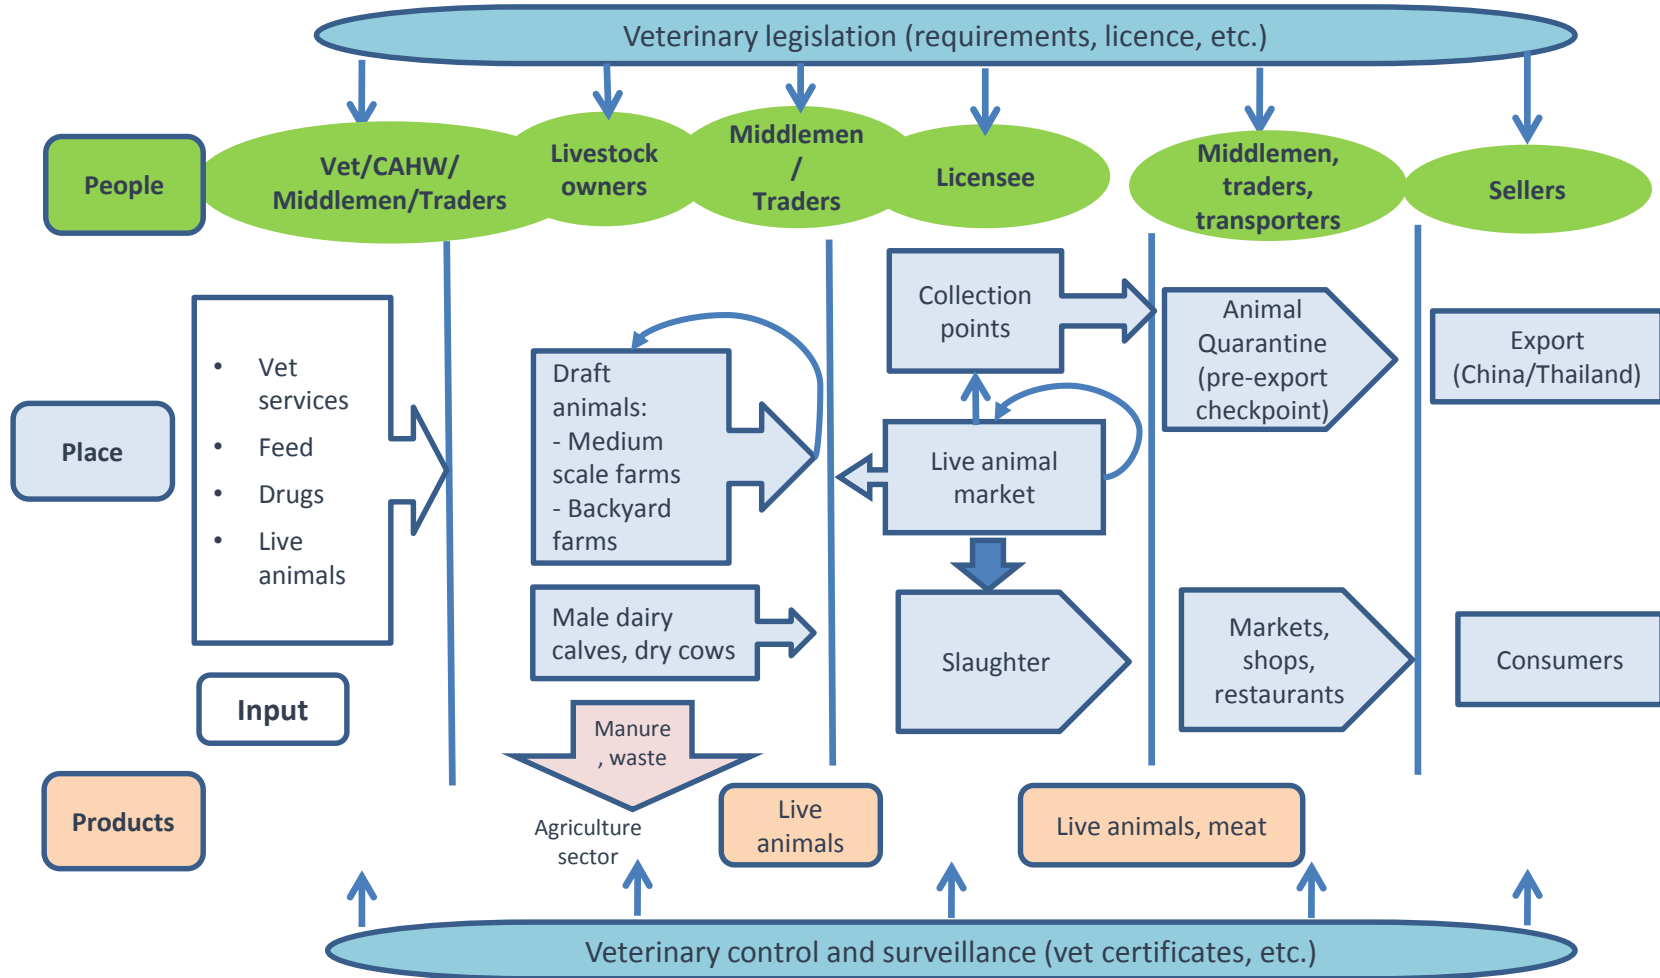 Veterinary legislation (requirements, licence, etc.)
People
Vet/CAHW/
Middlemen/Traders
Livestock
owners
Middlemen
/
Traders
Licensee
Middlemen,
traders,
transporters
Sellers
Place
• Vet
services
• Feed
• Drugs
• Live
animals
Input
Draft
animals:
- Medium
scale farms
- Backyard
farms
Male dairy
calves, dry cows
Manure
, waste
Agriculture
sector
Collection
points
Live animal
market
Slaughter
Animal
Quarantine
(pre-export
checkpoint)
Markets,
shops,
restaurants
Export
(China/Thailand)
Consumers
Products
Live
animals
Live animals, meat
Veterinary control and surveillance (vet certificates, etc.)